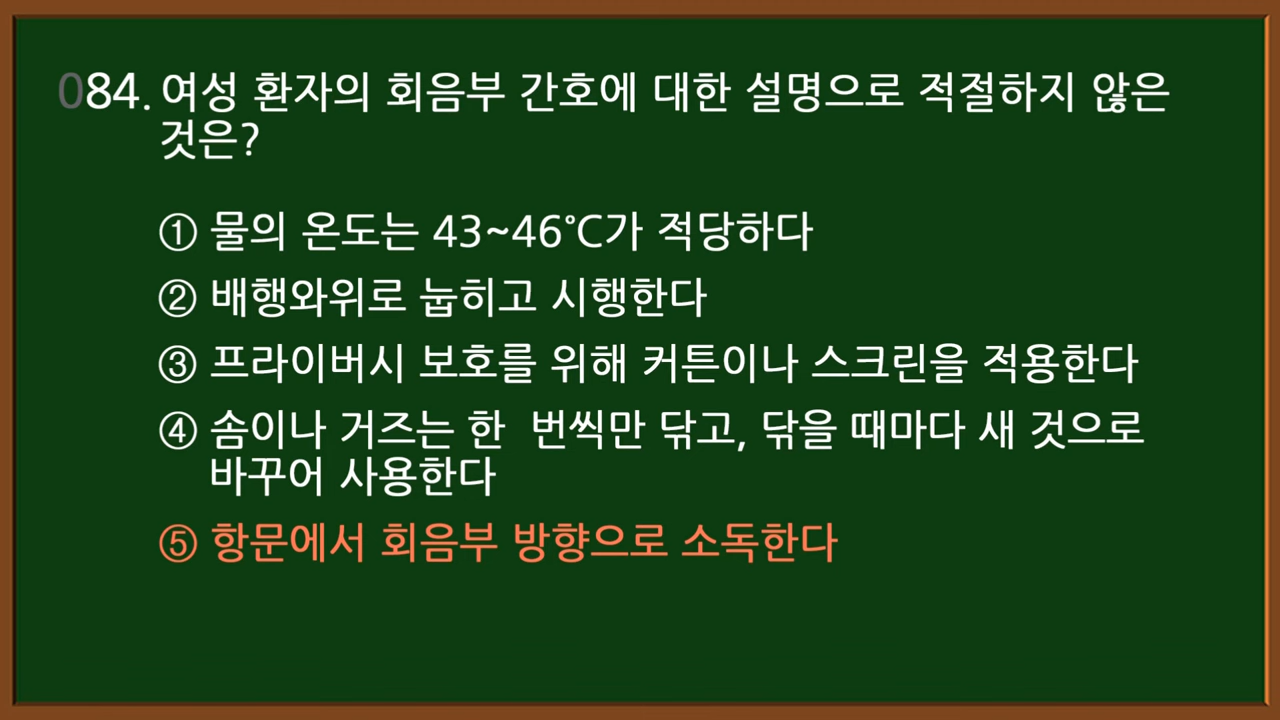 084. 여성 환자의 회음부 간호에 대한 설명으로 적절하지 않은
것은?
① 물의 온도는 43~46℃가 적당하다
② 배행와위로 눕히고 시행한다
③ 프라이버시 보호를 위해 커튼이나 스크린을 적용한다
④ 솜이나 거즈는 한 번씩만 닦고, 닦을 때마다 새 것으로
바꾸어 사용한다
⑤ 항문에서 회음부 방향으로 소독한다